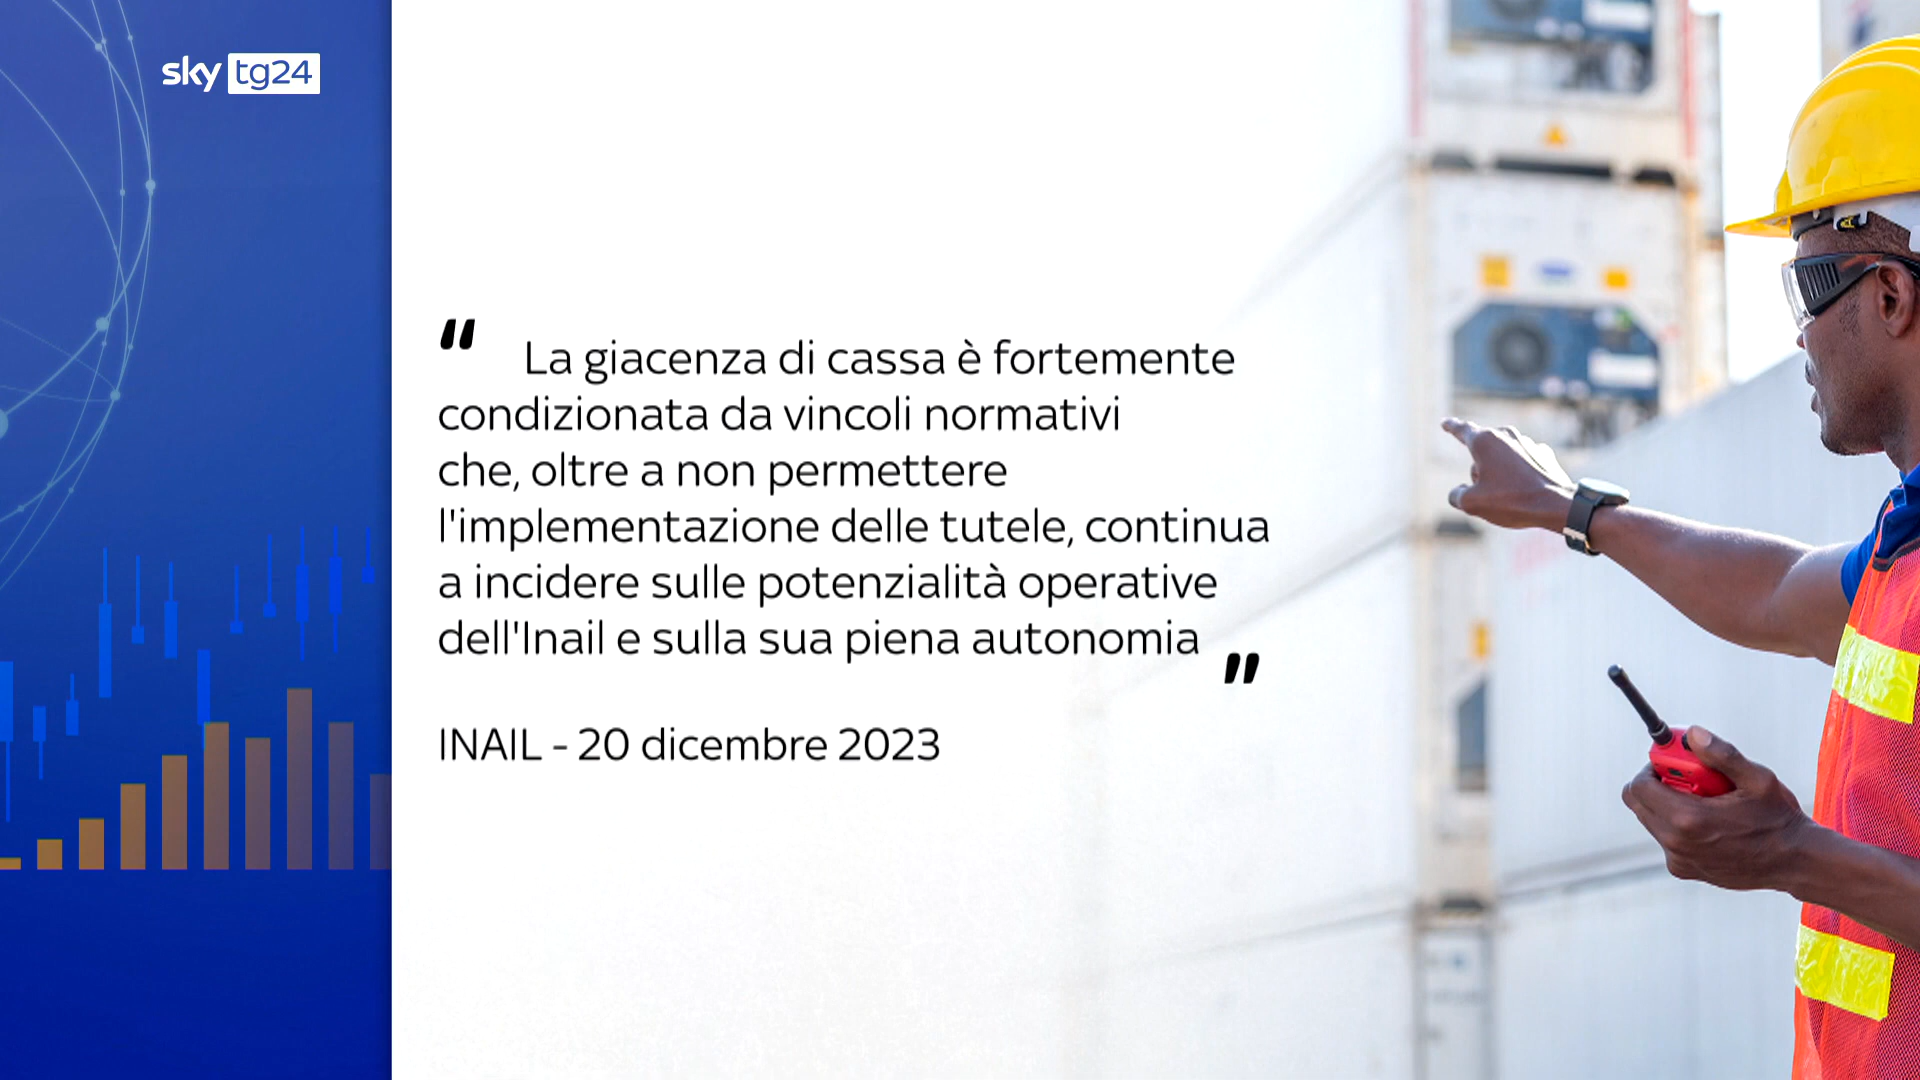 sky tg24
“ La giacenza di cassa è fortemente
condizionata da vincoli normativi
che, oltre a non permettere
l'implementazione delle tutele, continua
a incidere sulle potenzialità operative
dell'Inail e sulla sua piena autonomia ”
INAIL - 20 dicembre 2023